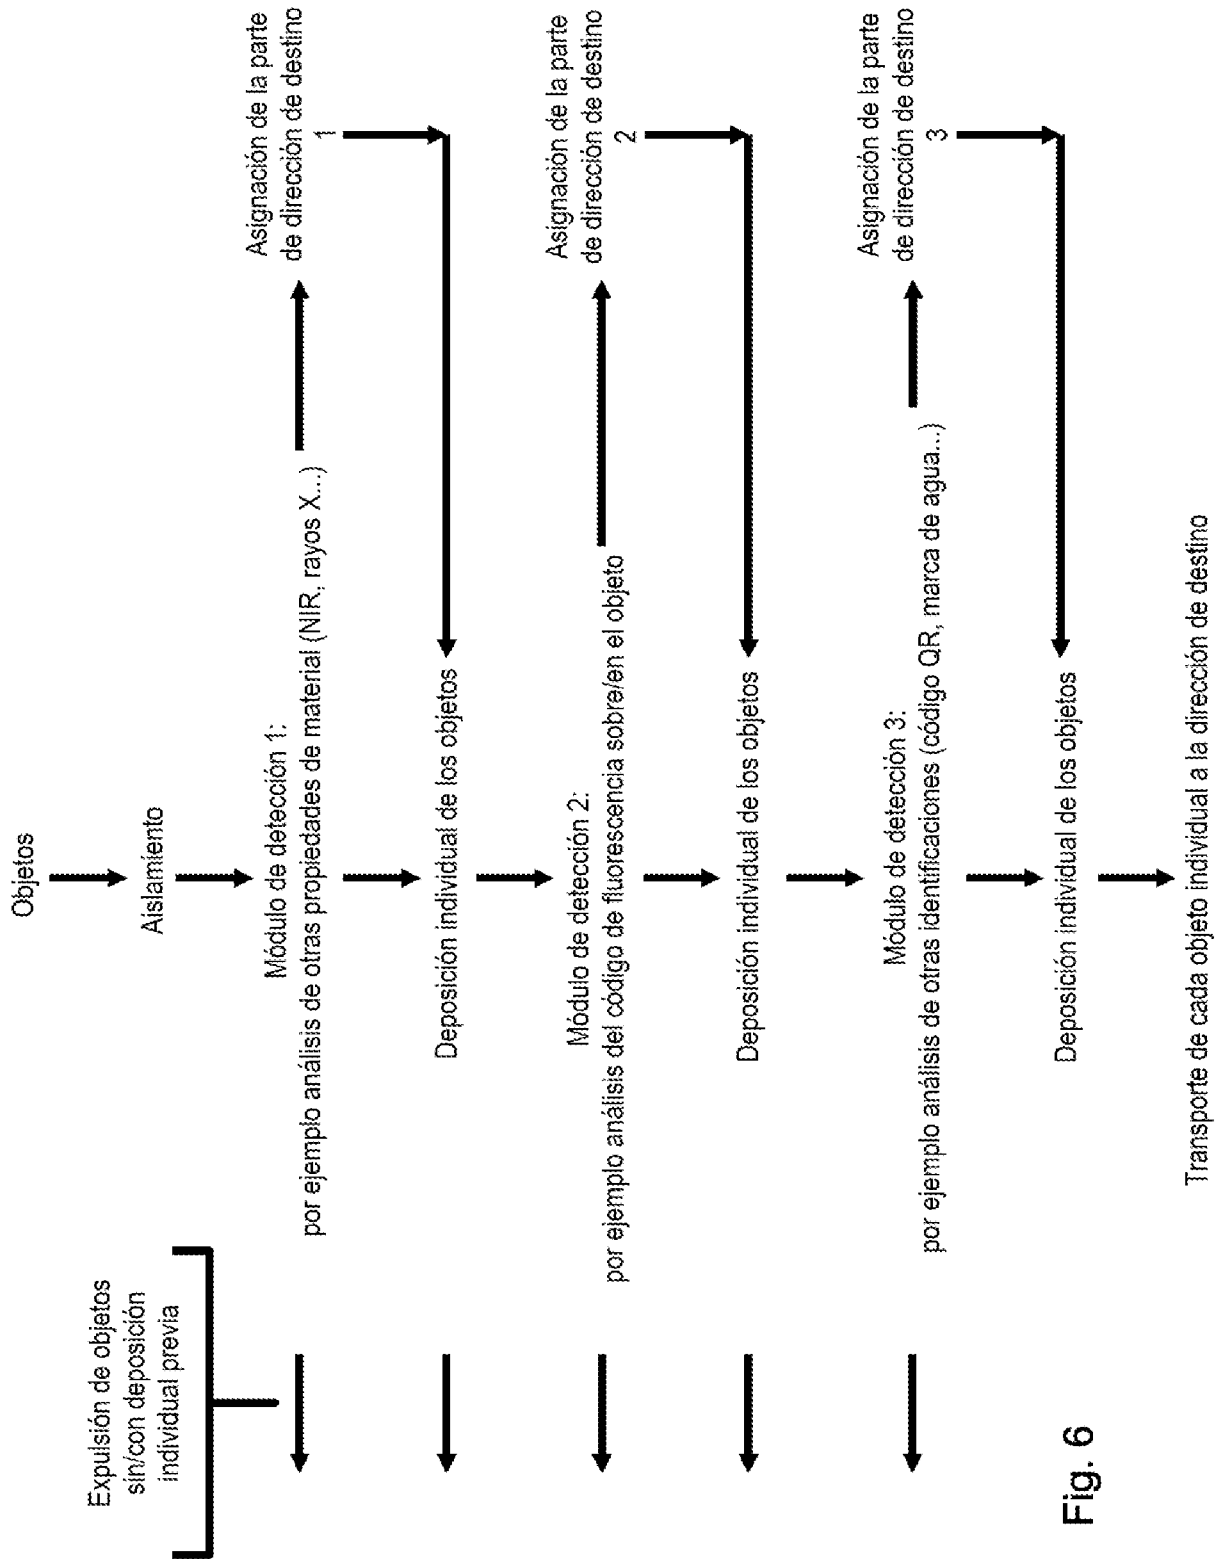 Objetos
Aislamiento
Módulo de detección 1:
por ejemplo análisis de otras propiedades de material (NIR, rayos X...)
Asignación de la parte
de dirección de destino
1
Expulsión de objetos
sin/con deposición
individual previa
Deposición individual de los objetos
Módulo de detección 2:
por ejemplo análisis del código de fluorescencia sobre/en el objeto
Asignación de la parte
de dirección de destino
2
Deposición individual de los objetos
Módulo de detección 3:
por ejemplo análisis de otras identificaciones (código QR, marca de agua...)
Asignación de la parte
de dirección de destino
3
Deposición individual de los objetos
Transporte de cada objeto individual a la dirección de destino
Fig. 6